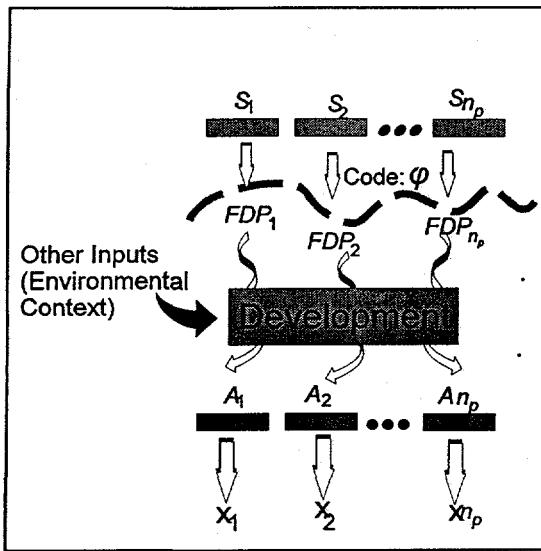 S1 S2 ••• Snp
Code: φ
FDP1 FDP2 FDPnp
Other Inputs
(Environmental
Context)
Development
A1 A2 ••• Anp
x1 x2 xnp